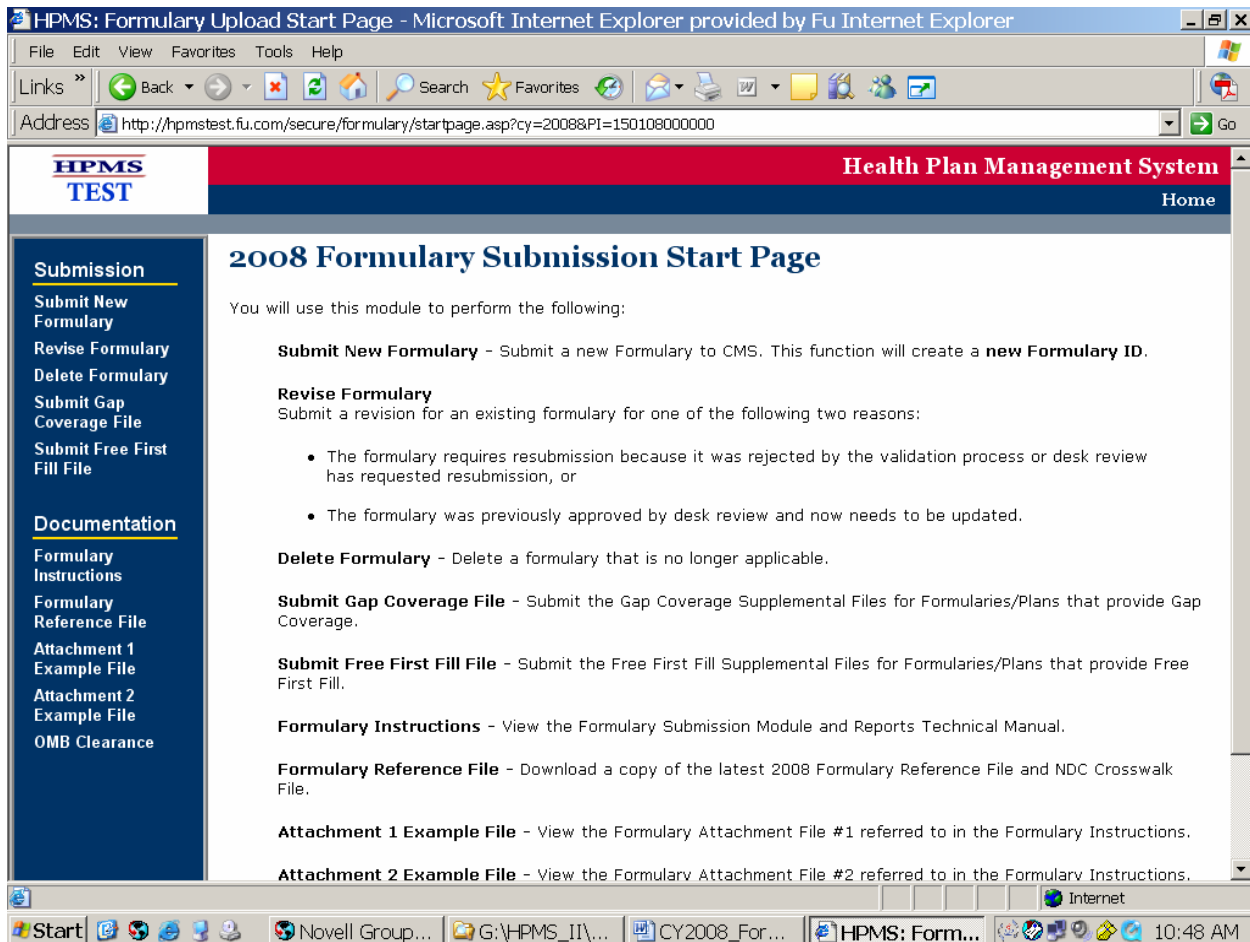 HPMS: Formulary Upload Start Page - Microsoft Internet Explorer provided by Fu Internet Explorer
File Edit View Favorites Tools Help
Links » Back Search Favorites
Address http://hpmstest.fu.com/secure/formulary/startpage.asp?cy=2008&PI=150108000000 Go
HPMS
TEST
Health Plan Management System
Home
Submission
Submit New
Formulary
Revise Formulary
Delete Formulary
Submit Gap
Coverage File
Submit Free First
Fill File
Documentation
Formulary
Instructions
Formulary
Reference File
Attachment 1
Example File
Attachment 2
Example File
OMB Clearance
2008 Formulary Submission Start Page
You will use this module to perform the following:
Submit New Formulary - Submit a new Formulary to CMS. This function will create a new Formulary ID.
Revise Formulary
Submit a revision for an existing formulary for one of the following two reasons:
• The formulary requires resubmission because it was rejected by the validation process or desk review
has requested resubmission, or
• The formulary was previously approved by desk review and now needs to be updated.
Delete Formulary - Delete a formulary that is no longer applicable.
Submit Gap Coverage File - Submit the Gap Coverage Supplemental Files for Formularies/Plans that provide Gap
Coverage.
Submit Free First Fill File - Submit the Free First Fill Supplemental Files for Formularies/Plans that provide Free
First Fill.
Formulary Instructions - View the Formulary Submission Module and Reports Technical Manual.
Formulary Reference File - Download a copy of the latest 2008 Formulary Reference File and NDC Crosswalk
File.
Attachment 1 Example File - View the Formulary Attachment File #1 referred to in the Formulary Instructions.
Attachment 2 Example File - View the Formulary Attachment File #2 referred to in the Formulary Instructions.
Internet
Start Novell Group... G:\HPMS_II\... CY2008_For... HPMS: Form... 10:48 AM